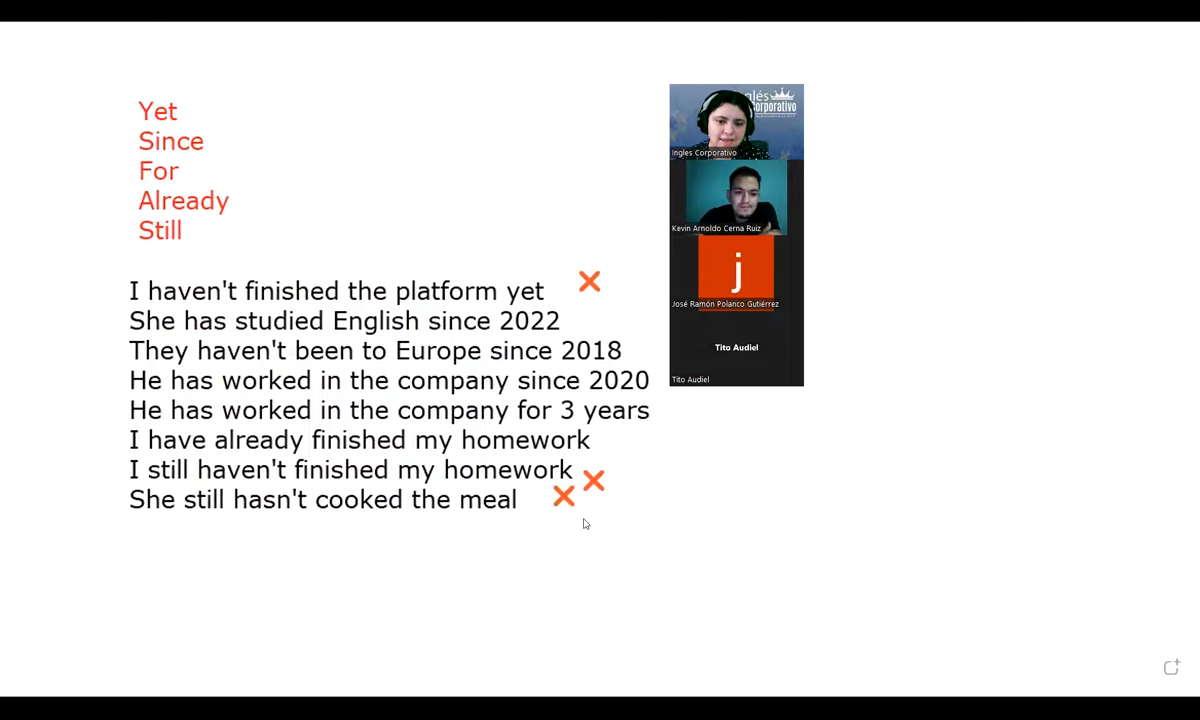 Yet
Since
For
Already
Still
I haven't finished the platform yet
She has studied English since 2022
They haven't been to Europe since 2018
He has worked in the company since 2020
He has worked in the company for 3 years
I have already finished my homework
I still haven't finished my homework
She still hasn't cooked the meal
glés
orporativo
Ingles Corporativo
Kevin Arnoldo Cerna Ruiz
j
José Ramón Polanco Gutiérrez
Tito Audiel
Tito Audiel